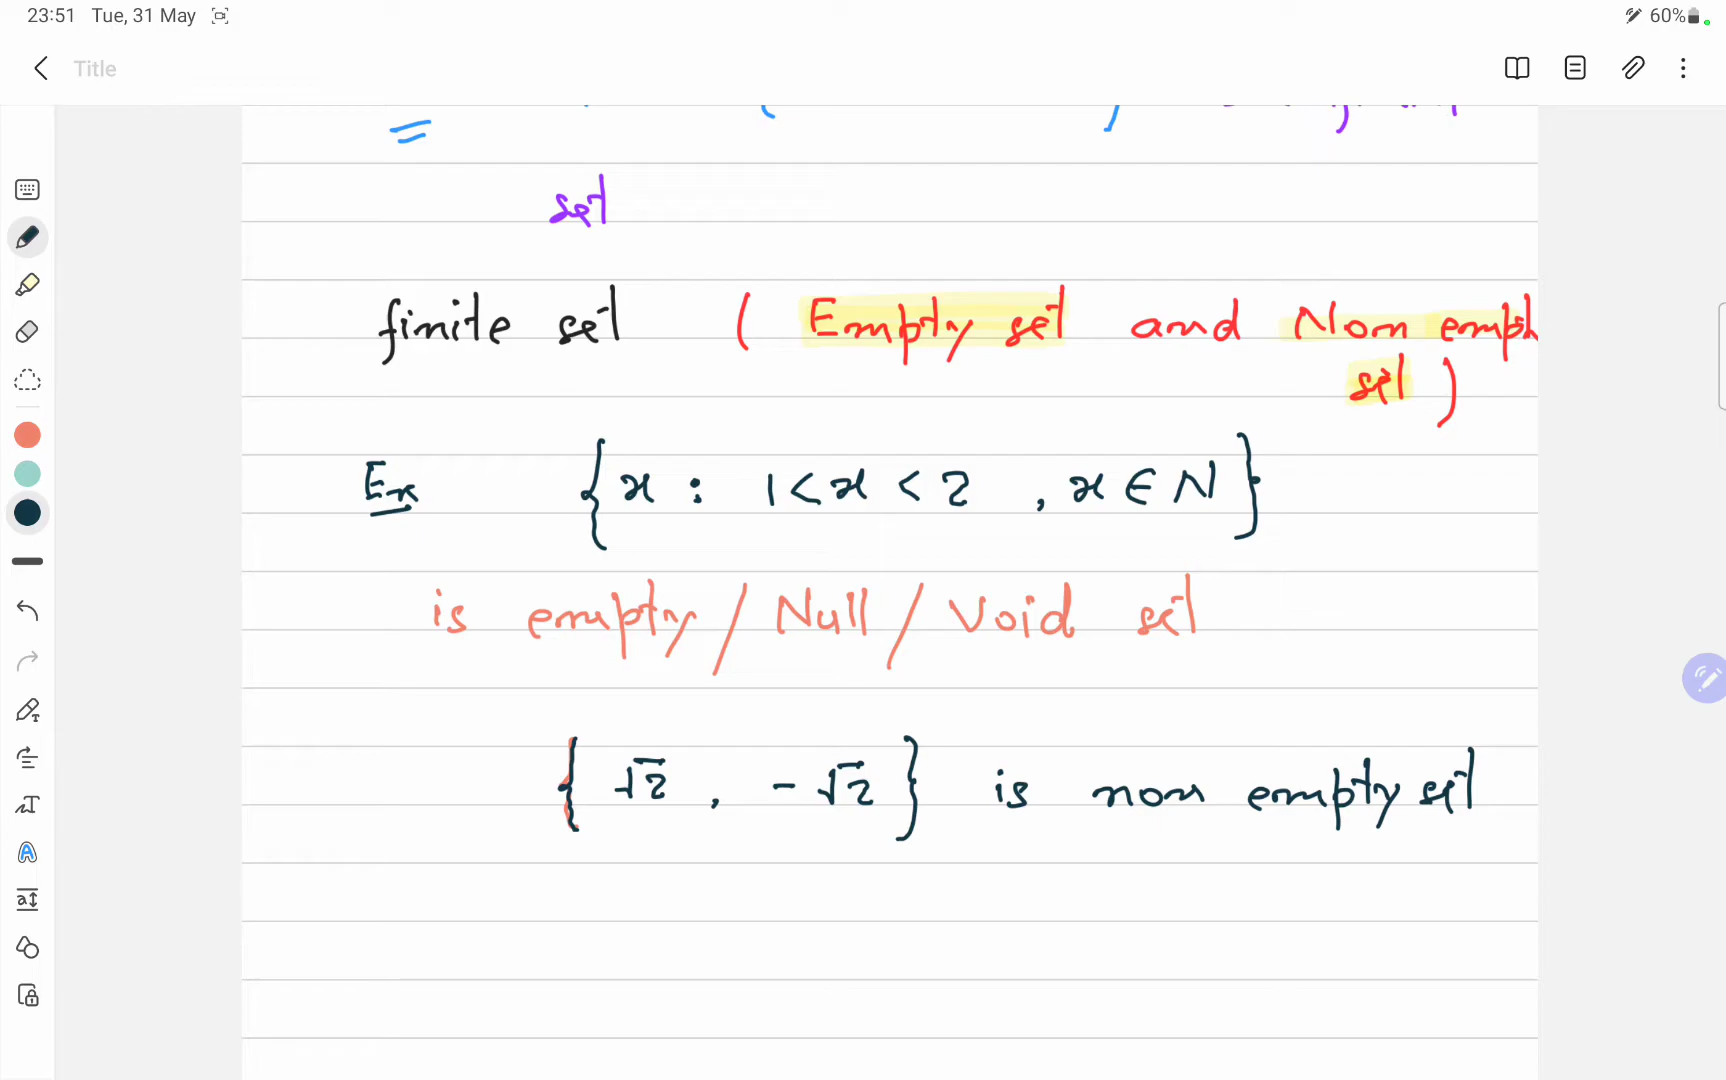 23:51 Tue, 31 May 60%
Title
set
finite set ( Empty set and Non empty
set )
Ex { x : 1 < x < 2 , x ∈ N }
is empty / Null / Void set
{ √2 , - √2 } is non empty set